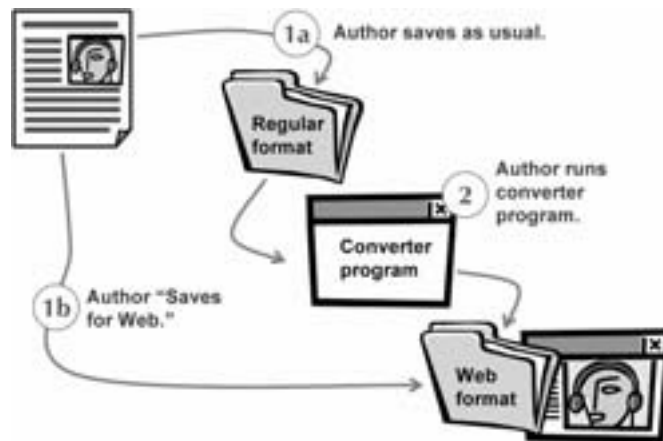 1a
Author saves as usual.
Regular
format
2
Author runs
converter
program.
Converter
program
1b
Author “Saves
for Web.”
Web
format